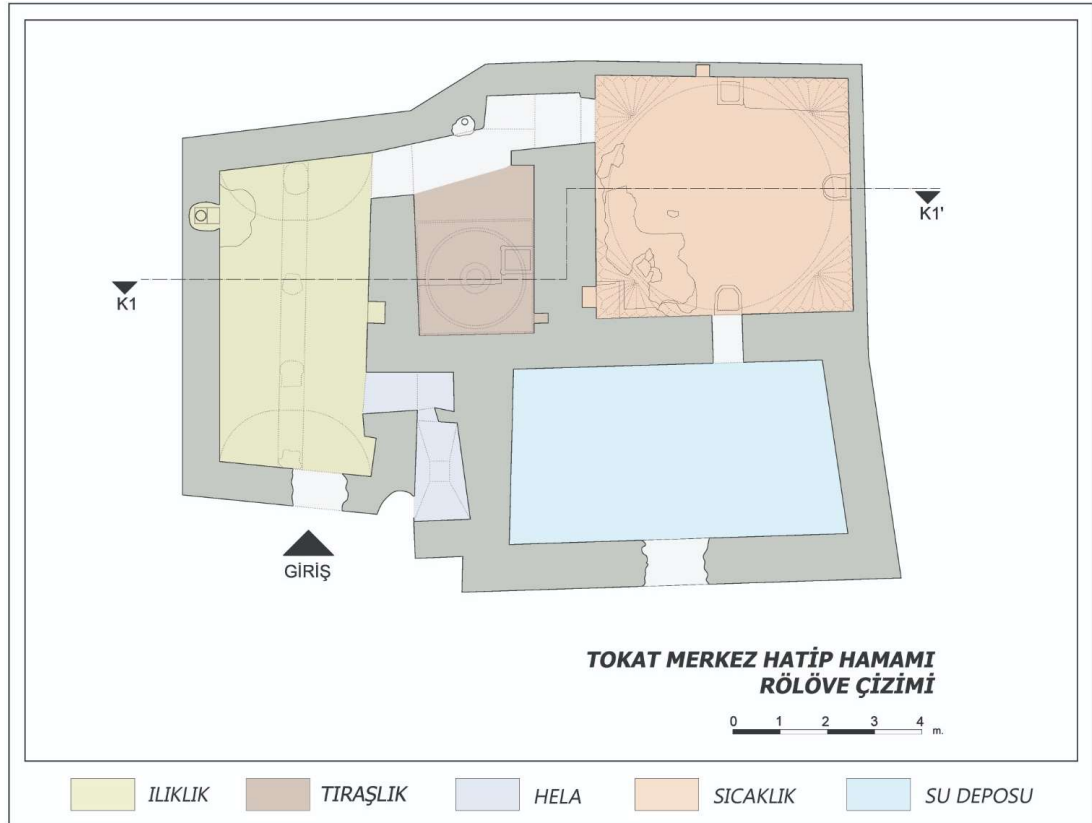 K1'
K1
GİRİŞ
TOKAT MERKEZ HATİP HAMAMI
RÖLÖVE ÇİZİMİ
0 1 2 3 4 m.
ILIKLIK TIRAŞLIK HELA SICAKLIK SU DEPOSU